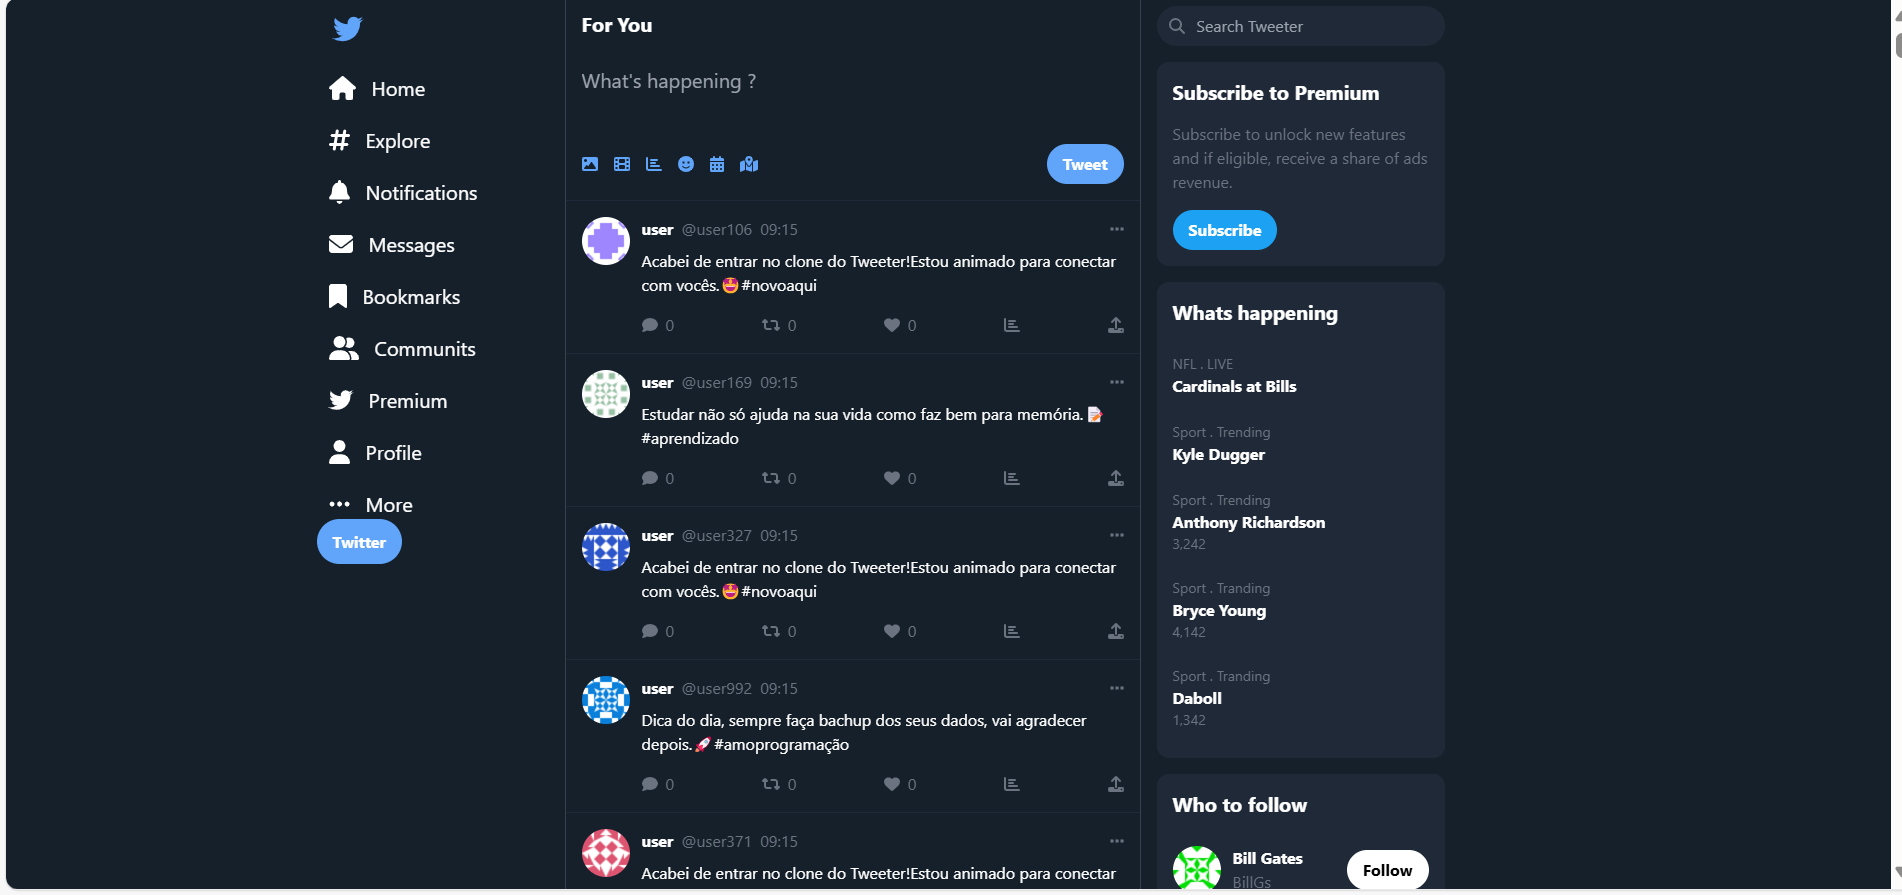 Home
Explore
Notifications
Messages
Bookmarks
Communits
Premium
Profile
More
Twitter
For You
What's happening ?
Tweet
user @user106 09:15
Acabei de entrar no clone do Tweeter!Estou animado para conectar
com vocês.🤩#novoaqui
0 0 0
user @user169 09:15
Estudar não só ajuda na sua vida como faz bem para memória.📝
#aprendizado
0 0 0
user @user327 09:15
Acabei de entrar no clone do Tweeter!Estou animado para conectar
com vocês.🤩#novoaqui
0 0 0
user @user992 09:15
Dica do dia, sempre faça bachup dos seus dados, vai agradecer
depois.🚀#amoprogramação
0 0 0
user @user371 09:15
Acabei de entrar no clone do Tweeter!Estou animado para conectar
Search Tweeter
Subscribe to Premium
Subscribe to unlock new features
and if eligible, receive a share of ads
revenue.
Subscribe
Whats happening
NFL . LIVE
Cardinals at Bills
Sport . Trending
Kyle Dugger
Sport . Trending
Anthony Richardson
3,242
Sport . Tranding
Bryce Young
4,142
Sport . Tranding
Daboll
1,342
Who to follow
Bill Gates
BillGs
Follow